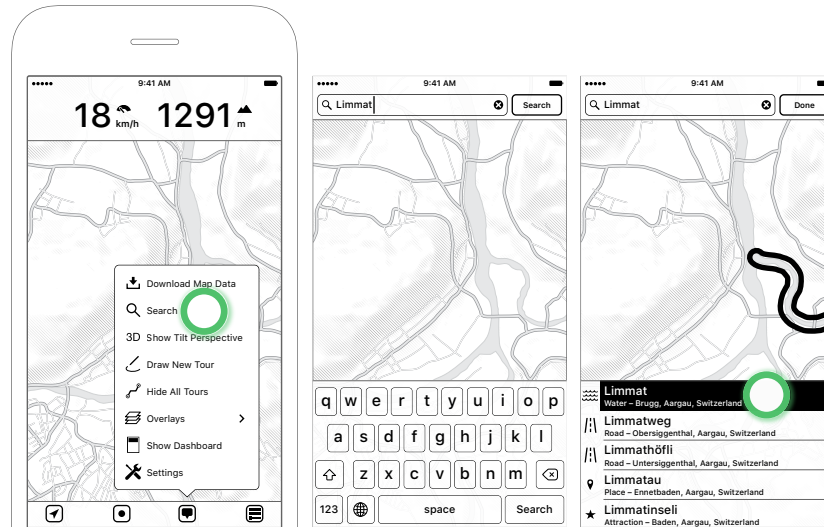 9:41 AM
18 km/h 1291 m
Download Map Data
Search
3D Show Tilt Perspective
Draw New Tour
Hide All Tours
Overlays
Show Dashboard
Settings
9:41 AM
Limmat Search
q w e r t y u i o p
a s d f g h j k l
z x c v b n m
123 space Search
9:41 AM
Limmat Done
Limmat
Water – Brugg, Aargau, Switzerland
Limmatweg
Road – Obersiggenthal, Aargau, Switzerland
Limmathöfli
Road – Untersiggenthal, Aargau, Switzerland
Limmatau
Place – Ennetbaden, Aargau, Switzerland
Limmatinseli
Attraction – Baden, Aargau, Switzerland